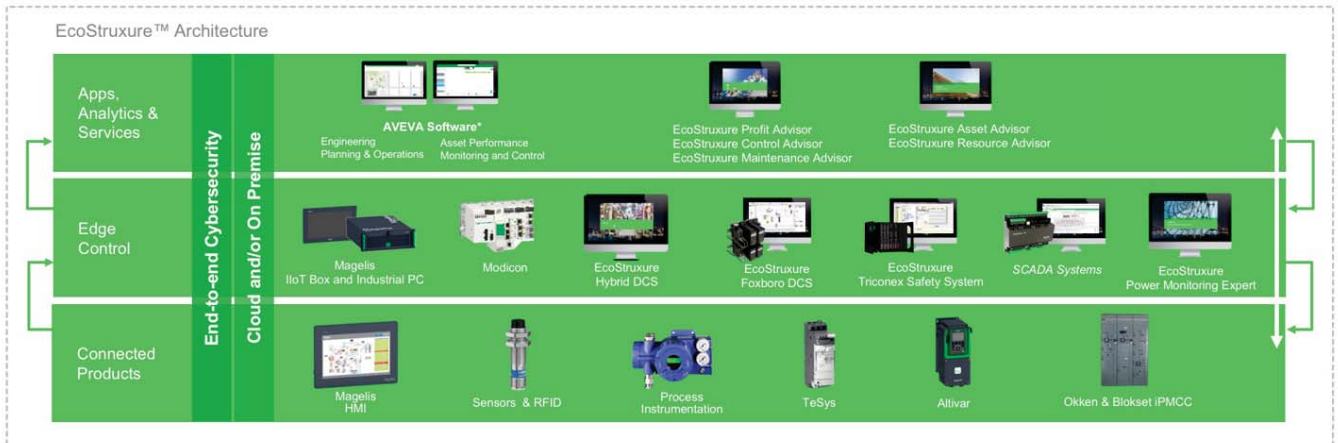 EcoStruxure™ Architecture
Apps,
Analytics &
Services
End-to-end Cybersecurity
Cloud and/or On Premise
AVEVA Software*
Engineering
Planning & Operations
Asset Performance
Monitoring and Control
EcoStruxure Profit Advisor
EcoStruxure Control Advisor
EcoStruxure Maintenance Advisor
EcoStruxure Asset Advisor
EcoStruxure Resource Advisor
Edge
Control
Magelis
IIoT Box and Industrial PC
Modicon
EcoStruxure
Hybrid DCS
EcoStruxure
Foxboro DCS
EcoStruxure
Triconex Safety System
SCADA Systems
EcoStruxure
Power Monitoring Expert
Connected
Products
Magelis
HMI
Sensors & RFID
Process
Instrumentation
TeSys
Altivar
Okken & Blokset iPMCC